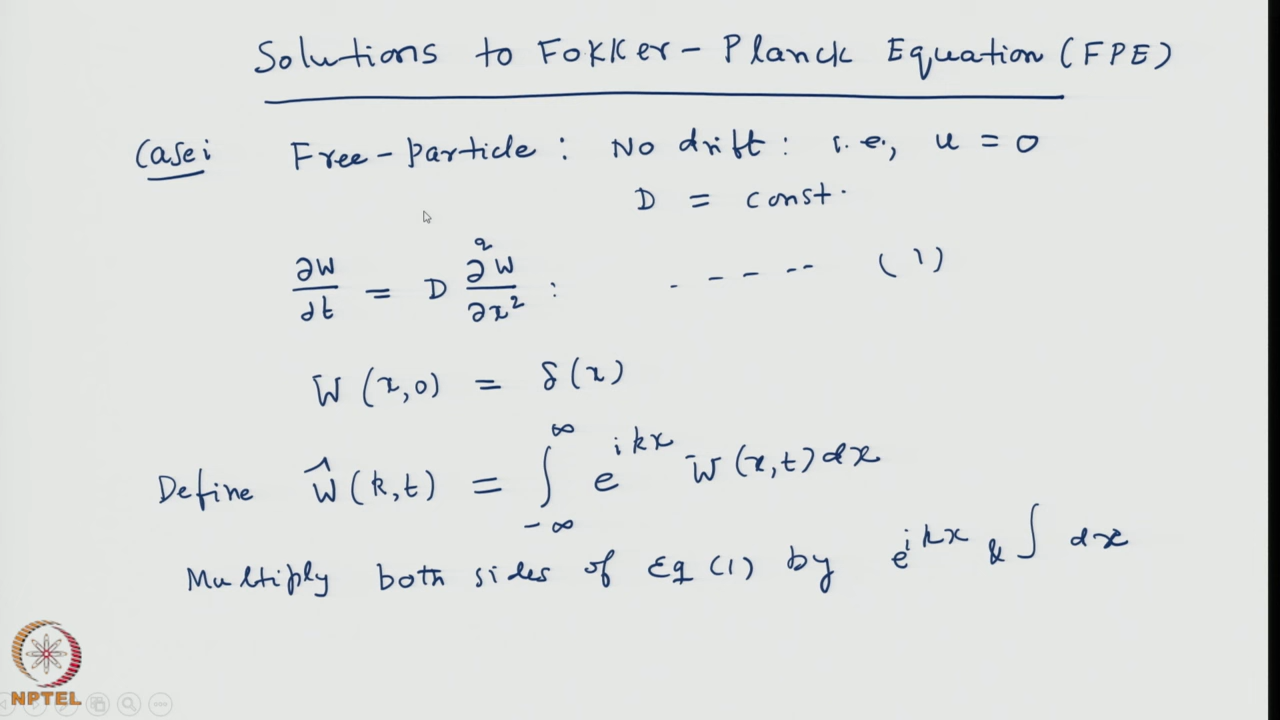 Solutions to Fokker-Planck Equation (FPE)
Case i Free-particle : No drift : i.e., u = 0
D = const.
∂W/∂t = D ∂²W/∂x² : . - - -- (1)
W(x,0) = δ(x)
Define Ŵ(k,t) = ∫_{-∞}^{∞} e^{ikx} W(x,t) dx
Multiply both sides of Eq (1) by e^{ikx} & ∫ dx
NPTEL